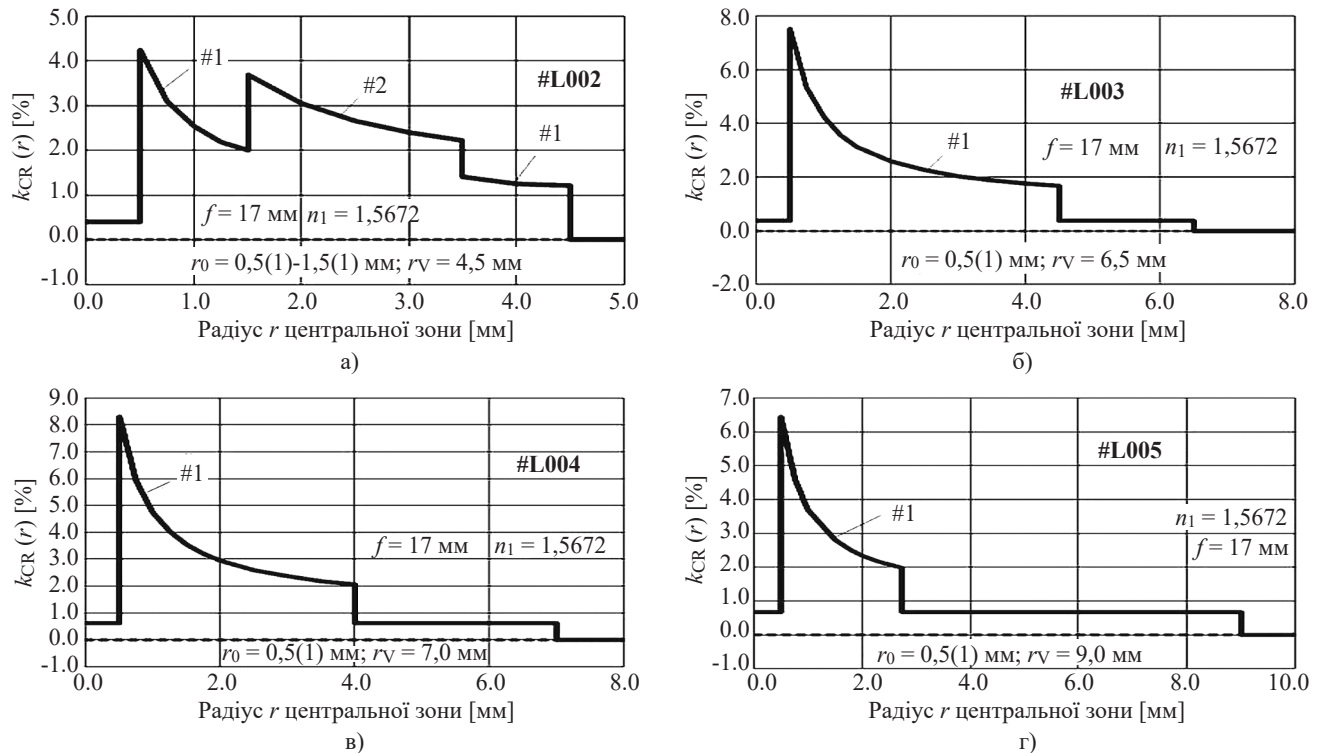 5.0
4.0
3.0
2.0
1.0
0.0
-1.0
kCR (r) [%]
#1
#2
#1
#L002
f = 17 мм n1 = 1,5672
r0 = 0,5(1)-1,5(1) мм; rV = 4,5 мм
0.0 1.0 2.0 3.0 4.0 5.0
Радіус r центральної зони [мм]
а)
8.0
6.0
4.0
2.0
0.0
-2.0
kCR (r) [%]
#L003
#1
f = 17 мм n1 = 1,5672
r0 = 0,5(1) мм; rV = 6,5 мм
0.0 2.0 4.0 6.0 8.0
Радіус r центральної зони [мм]
б)
9.0
8.0
7.0
6.0
5.0
4.0
3.0
2.0
1.0
0.0
-1.0
kCR (r) [%]
#1
#L004
f = 17 мм n1 = 1,5672
r0 = 0,5(1) мм; rV = 7,0 мм
0.0 2.0 4.0 6.0 8.0
Радіус r центральної зони [мм]
в)
7.0
6.0
5.0
4.0
3.0
2.0
1.0
0.0
-1.0
kCR (r) [%]
#L005
#1
n1 = 1,5672
f = 17 мм
r0 = 0,5(1) мм; rV = 9,0 мм
0.0 2.0 4.0 6.0 8.0 10.0
Радіус r центральної зони [мм]
г)